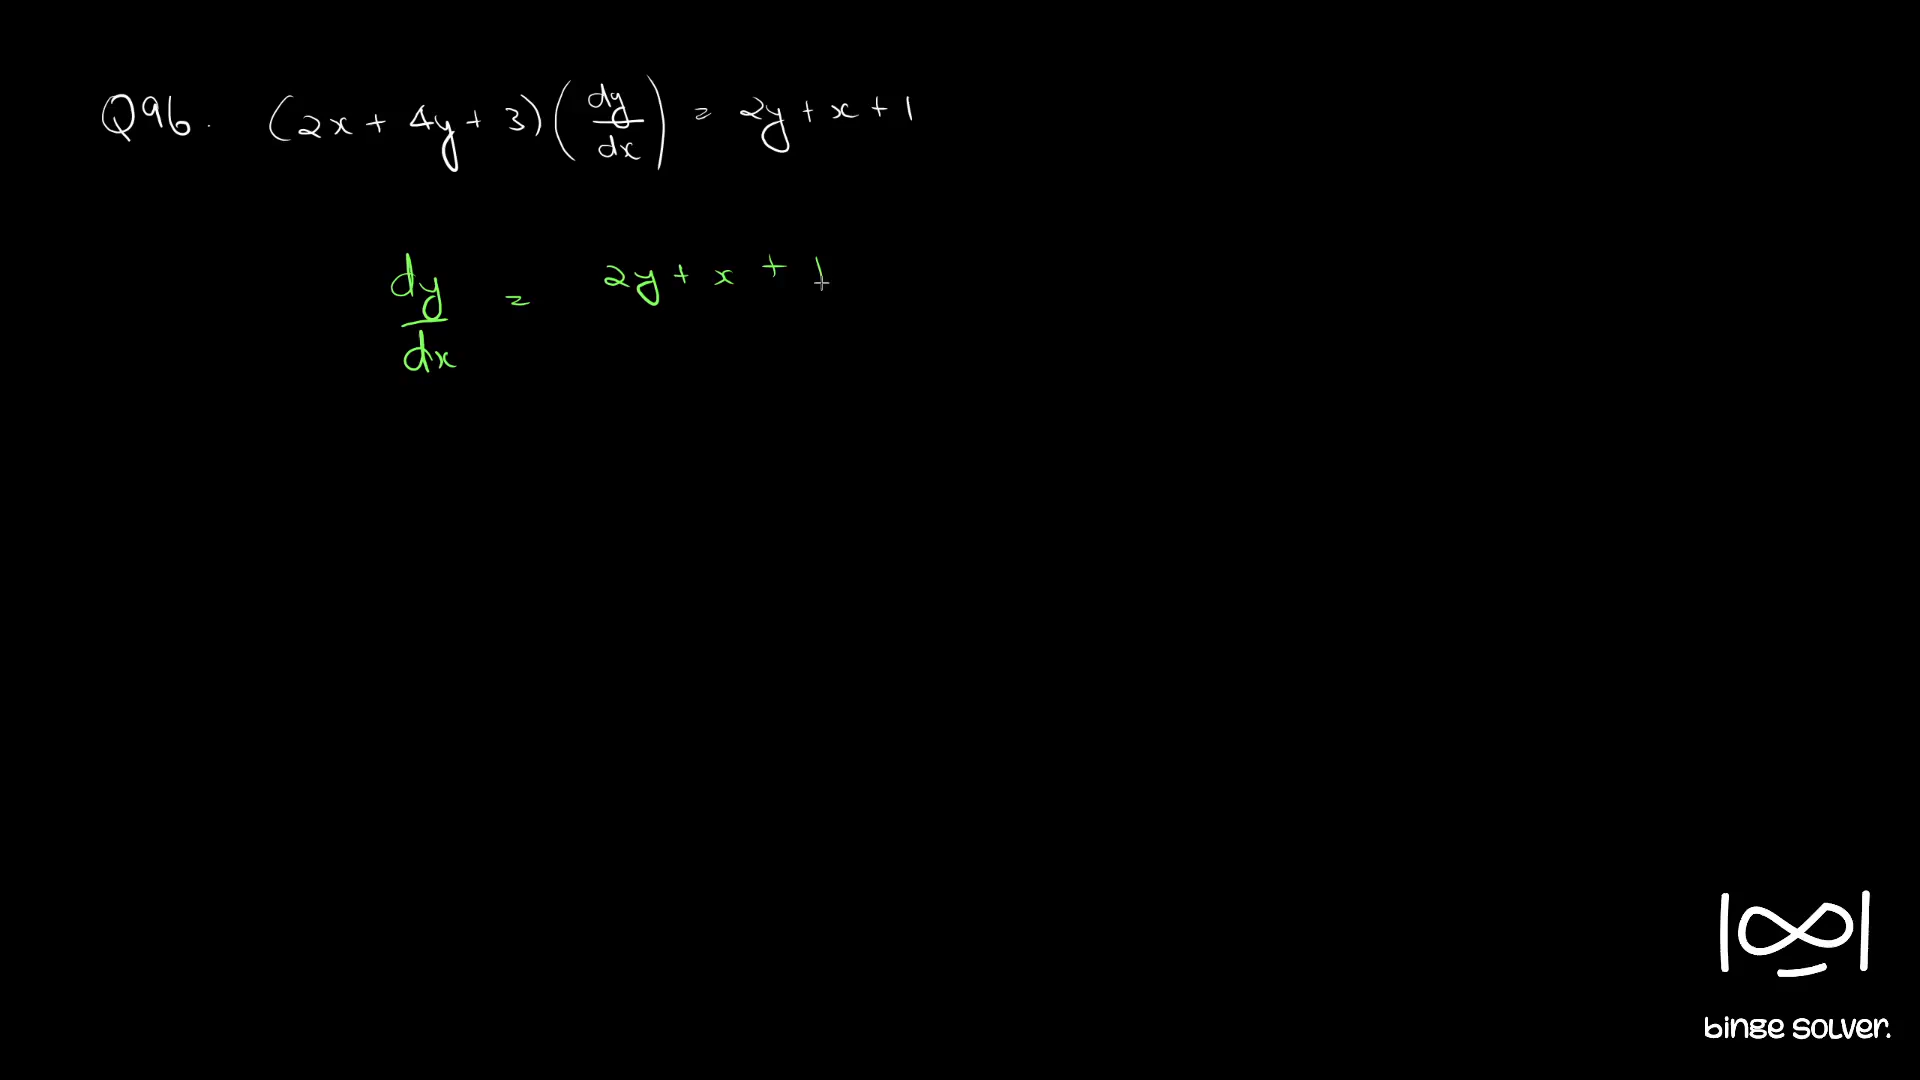 Q96. (2x + 4y + 3) (dy/dx) = 2y + x + 1
dy/dx = 2y + x + 1
binge solver.